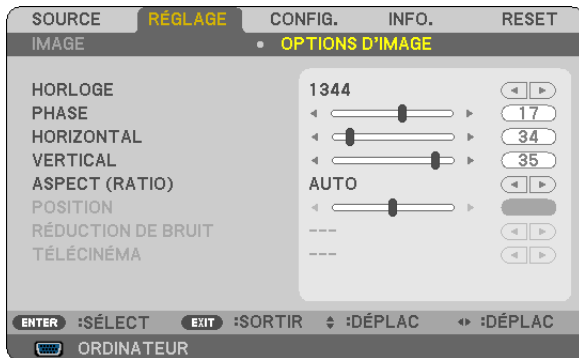 SOURCE RÉGLAGE CONFIG. INFO. RESET
IMAGE • OPTIONS D'IMAGE
HORLOGE 1344
PHASE 17
HORIZONTAL 34
VERTICAL 35
ASPECT (RATIO) AUTO
POSITION
RÉDUCTION DE BRUIT ---
TÉLÉCINÉMA ---
ENTER :SÉLECT EXIT :SORTIR :DÉPLAC :DÉPLAC
ORDINATEUR